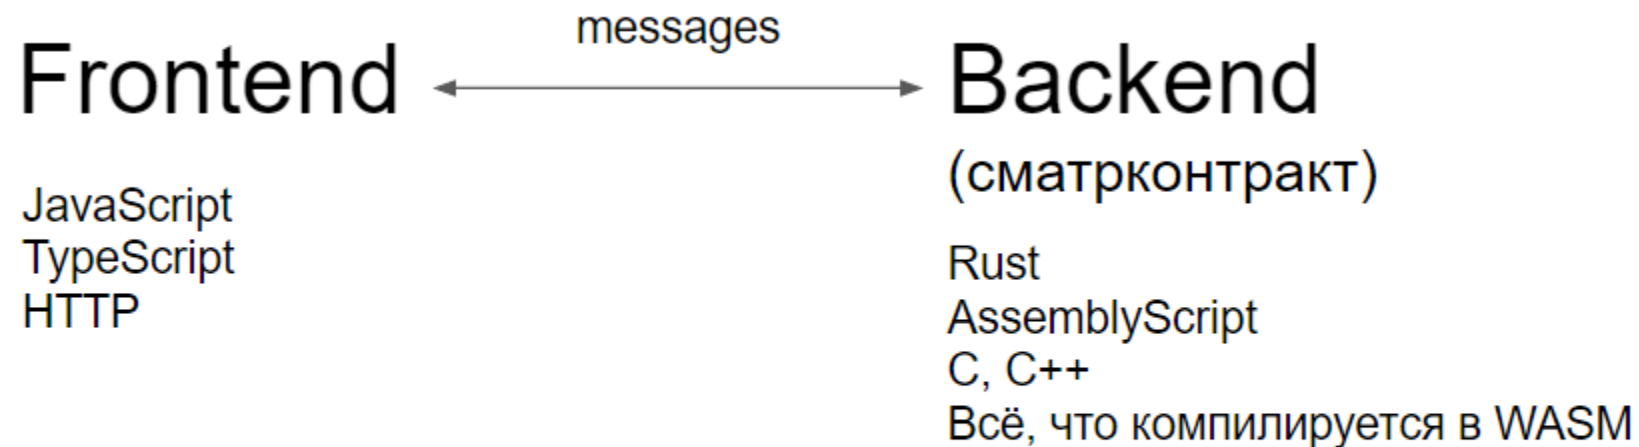 messages
Frontend
Backend
(сматрконтракт)
JavaScript
TypeScript
HTTP
Rust
AssemblyScript
C, C++
Всё, что компилируется в WASM